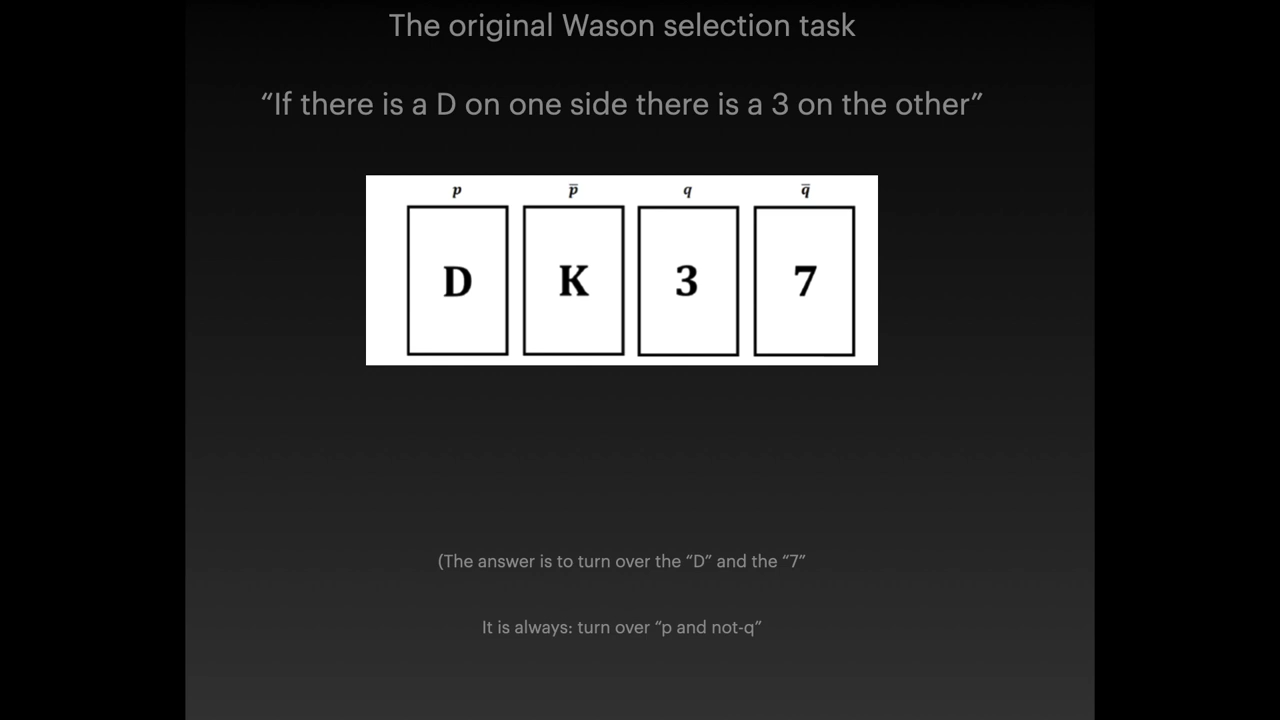 The original Wason selection task
“If there is a D on one side there is a 3 on the other”
p p̅ q q̅
D K 3 7
(The answer is to turn over the “D” and the “7”
It is always: turn over “p and not-q”